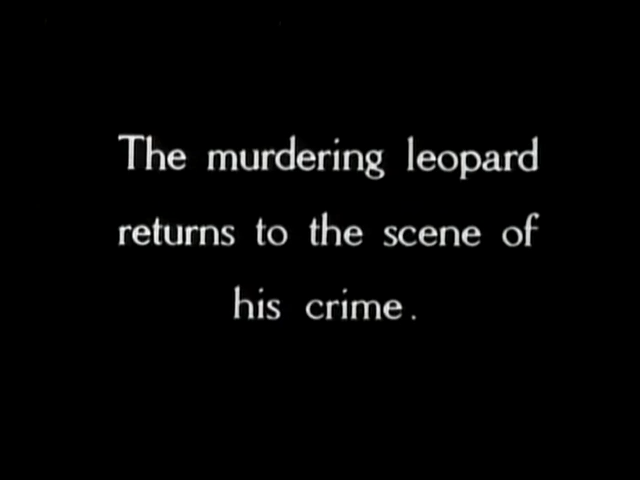 The murdering leopard
returns to the scene of
his crime.